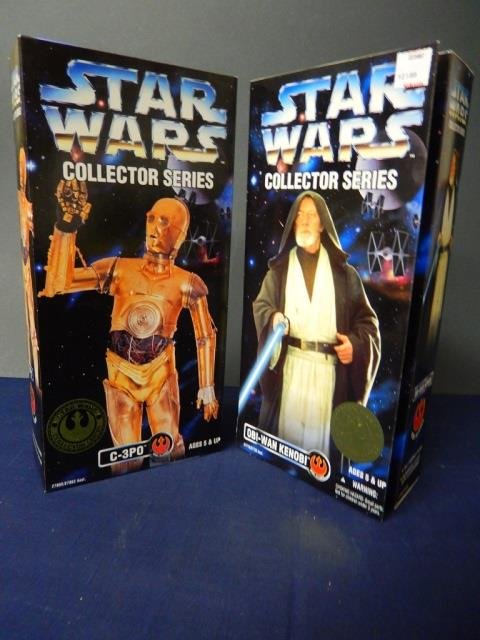 STAR
WARS
COLLECTOR SERIES
C-3PO
AGES 5 & UP
STAR
WARS
COLLECTOR SERIES
OBI-WAN KENOBI
AGES 5 & UP
WARNING: